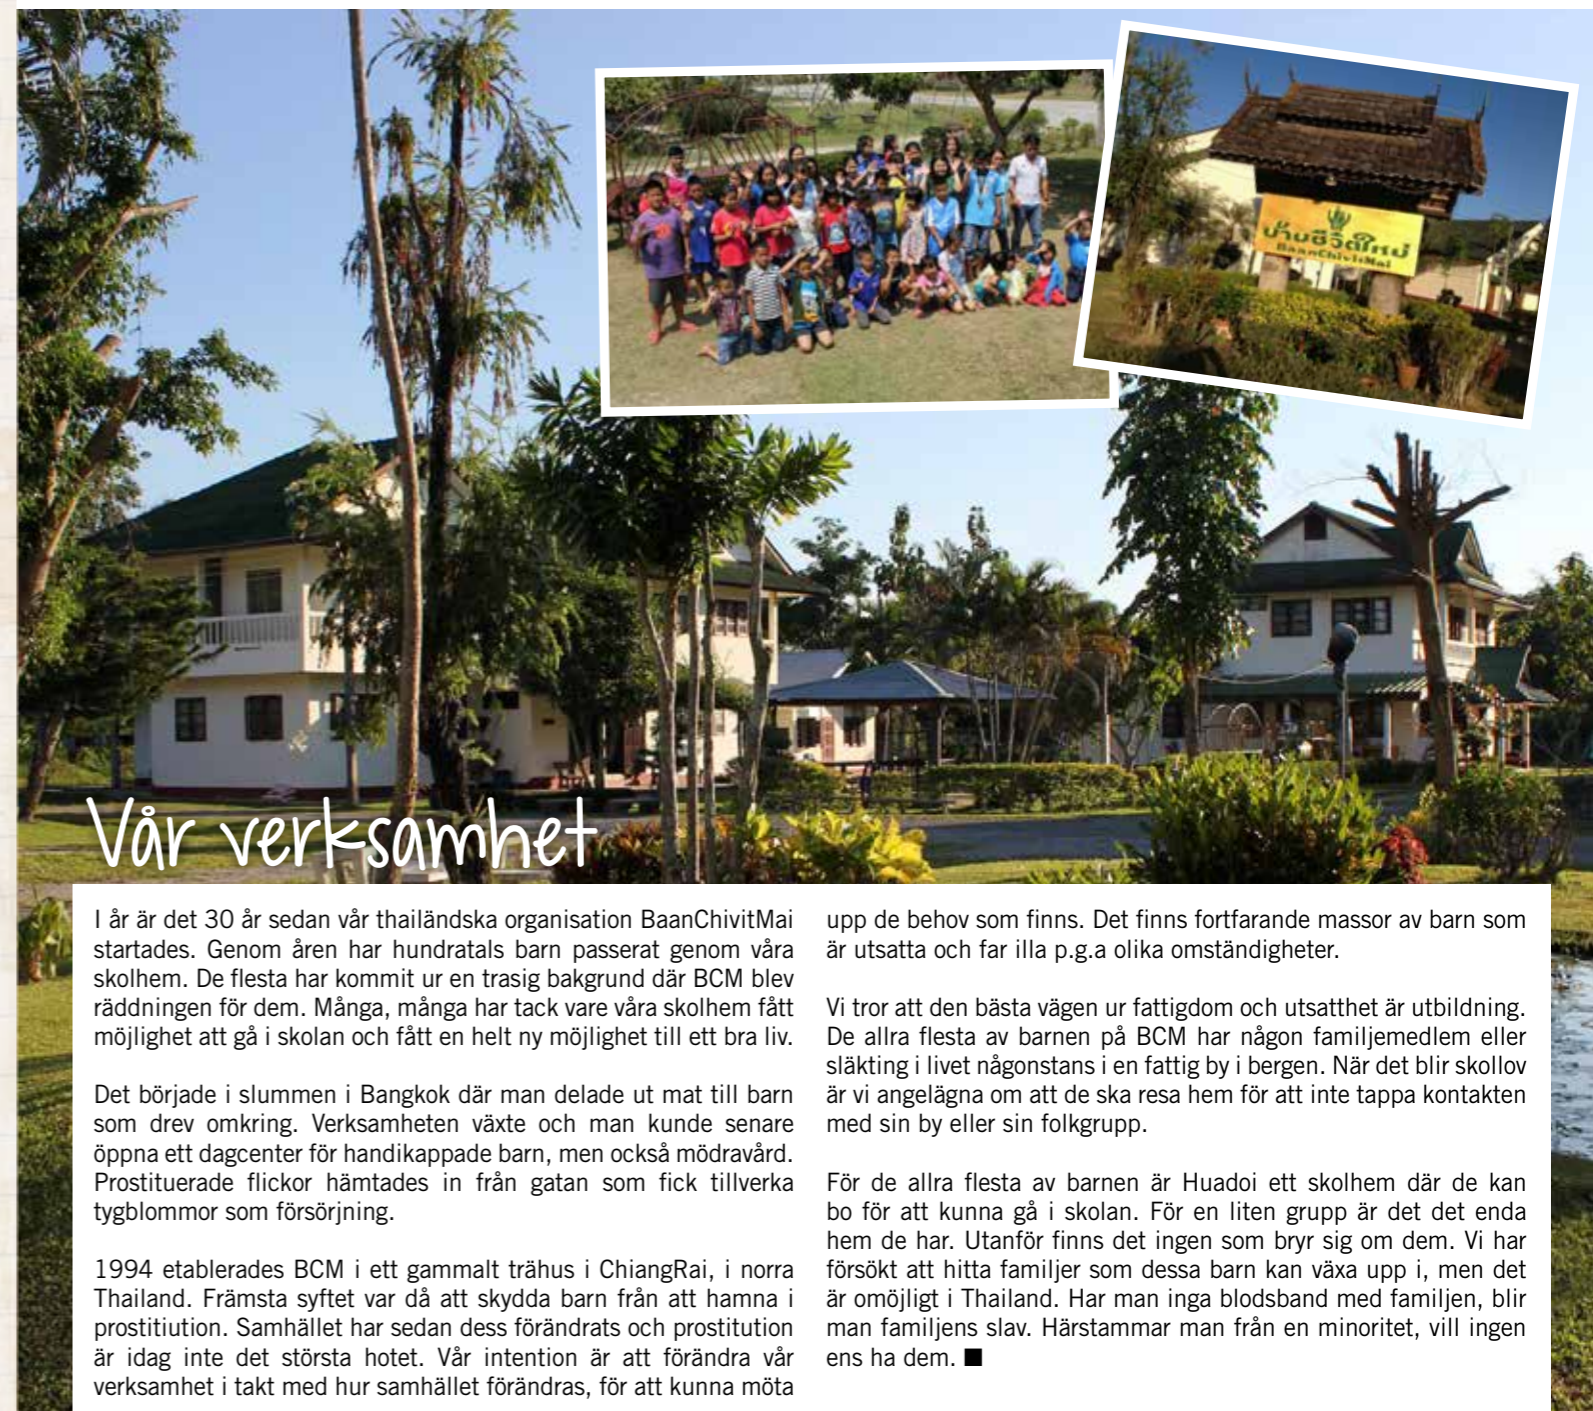 บ้านชีวิตใหม่
BaanChivitMai
Vår verksamhet
I år är det 30 år sedan vår thailändska organisation BaanChivitMai
startades. Genom åren har hundratals barn passerat genom våra
skolhem. De flesta har kommit ur en trasig bakgrund där BCM blev
räddningen för dem. Många, många har tack vare våra skolhem fått
möjlighet att gå i skolan och fått en helt ny möjlighet till ett bra liv.
Det började i slummen i Bangkok där man delade ut mat till barn
som drev omkring. Verksamheten växte och man kunde senare
öppna ett dagcenter för handikappade barn, men också mödravård.
Prostituerade flickor hämtades in från gatan som fick tillverka
tygblommor som försörjning.
1994 etablerades BCM i ett gammalt trähus i ChiangRai, i norra
Thailand. Främsta syftet var då att skydda barn från att hamna i
prostitiution. Samhället har sedan dess förändrats och prostitution
är idag inte det största hotet. Vår intention är att förändra vår
verksamhet i takt med hur samhället förändras, för att kunna möta
upp de behov som finns. Det finns fortfarande massor av barn som
är utsatta och far illa p.g.a olika omständigheter.
Vi tror att den bästa vägen ur fattigdom och utsatthet är utbildning.
De allra flesta av barnen på BCM har någon familjemedlem eller
släkting i livet någonstans i en fattig by i bergen. När det blir skollov
är vi angelägna om att de ska resa hem för att inte tappa kontakten
med sin by eller sin folkgrupp.
För de allra flesta av barnen är Huadoi ett skolhem där de kan
bo för att kunna gå i skolan. För en liten grupp är det det enda
hem de har. Utanför finns det ingen som bryr sig om dem. Vi har
försökt att hitta familjer som dessa barn kan växa upp i, men det
är omöjligt i Thailand. Har man inga blodsband med familjen, blir
man familjens slav. Härstammar man från en minoritet, vill ingen
ens ha dem. ■